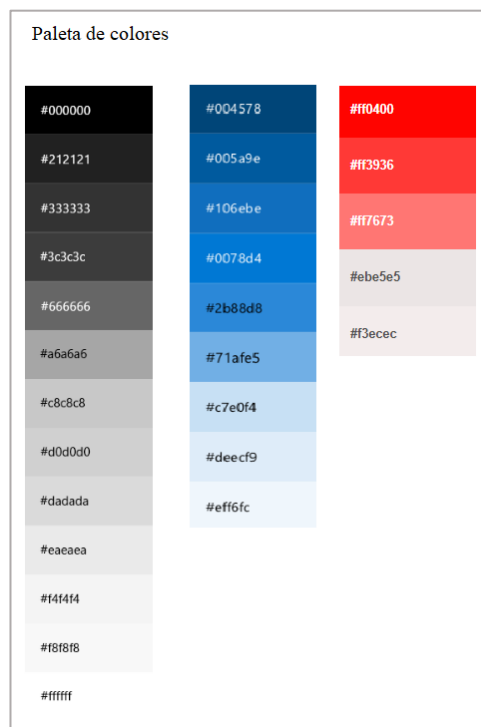 Paleta de colores
#000000
#212121
#333333
#3c3c3c
#666666
#a6a6a6
#c8c8c8
#d0d0d0
#dadada
#eaeaea
#f4f4f4
#f8f8f8
#ffffff
#004578
#005a9e
#106ebe
#0078d4
#2b88d8
#71afe5
#c7e0f4
#deecf9
#eff6fc
#ff0400
#ff3936
#ff7673
#ebe5e5
#f3ecec